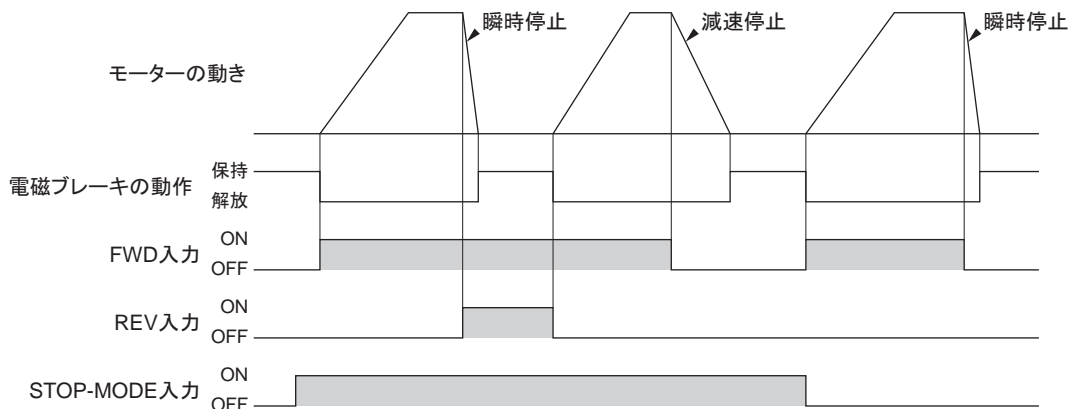 瞬時停止
減速停止
瞬時停止
モーターの動き
電磁ブレーキの動作
保持
解放
FWD入力
ON
OFF
REV入力
ON
OFF
STOP-MODE入力
ON
OFF